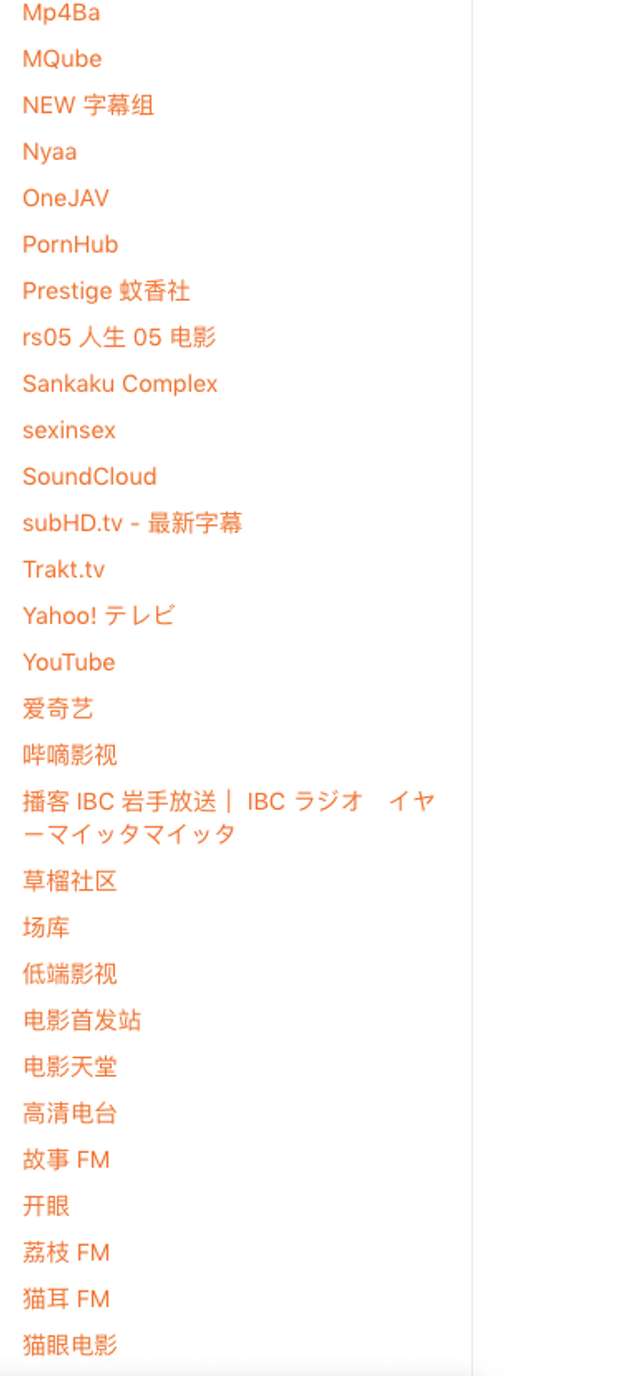 Mp4Ba
MQube
NEW 字幕组
Nyaa
OneJAV
PornHub
Prestige 蚊香社
rs05 人生 05 电影
Sankaku Complex
sexinsex
SoundCloud
subHD.tv - 最新字幕
Trakt.tv
Yahoo! テレビ
YouTube
爱奇艺
哔嘀影视
播客 IBC 岩手放送｜ IBC ラジオ　イヤ
ーマイッタマイッタ
草榴社区
场库
低端影视
电影首发站
电影天堂
高清电台
故事 FM
开眼
荔枝 FM
猫耳 FM
猫眼电影